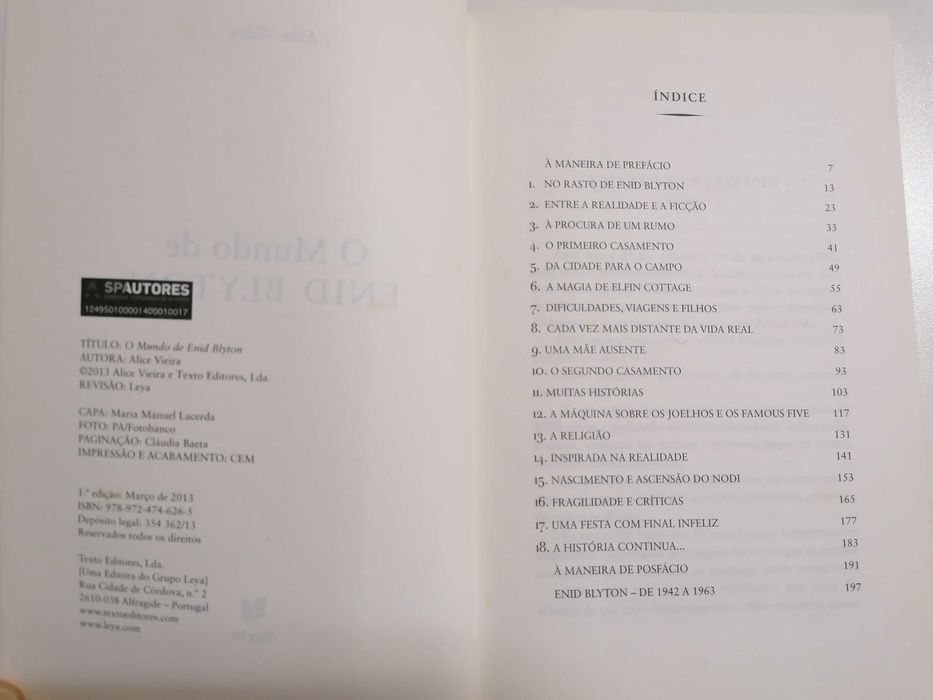 SPAUTORES
124950100001400010017
TÍTULO: O Mundo de Enid Blyton
AUTORA: Alice Vieira
©2013 Alice Vieira e Texto Editores, Lda.
REVISÃO: Leya
CAPA: Maria Manuel Lacerda
FOTO: PA/Fotobanco
PAGINAÇÃO: Cláudia Baeta
IMPRESSÃO E ACABAMENTO: CEM
1.ª edição: Março de 2013
ISBN: 978-972-474-626-5
Depósito legal: 354 362/13
Reservados todos os direitos
Texto Editores, Lda.
[Uma Editora do Grupo Leya]
Rua Cidade de Córdova, n.º 2
2610-038 Alfragide – Portugal
www.textoeditores.com
www.leya.com
ÍNDICE
À MANEIRA DE PREFÁCIO 7
1. NO RASTO DE ENID BLYTON 13
2. ENTRE A REALIDADE E A FICÇÃO 23
3. À PROCURA DE UM RUMO 33
4. O PRIMEIRO CASAMENTO 41
5. DA CIDADE PARA O CAMPO 49
6. A MAGIA DE ELFIN COTTAGE 55
7. DIFICULDADES, VIAGENS E FILHOS 63
8. CADA VEZ MAIS DISTANTE DA VIDA REAL 73
9. UMA MÃE AUSENTE 83
10. O SEGUNDO CASAMENTO 93
11. MUITAS HISTÓRIAS 103
12. A MÁQUINA SOBRE OS JOELHOS E OS FAMOUS FIVE 117
13. A RELIGIÃO 131
14. INSPIRADA NA REALIDADE 141
15. NASCIMENTO E ASCENSÃO DO NODI 153
16. FRAGILIDADE E CRÍTICAS 165
17. UMA FESTA COM FINAL INFELIZ 177
18. A HISTÓRIA CONTINUA... 183
À MANEIRA DE POSFÁCIO 191
ENID BLYTON – DE 1942 A 1963 197